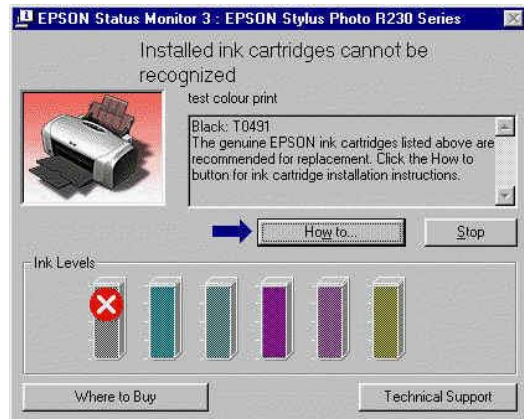 EPSON Status Monitor 3 : EPSON Stylus Photo R230 Series
Installed ink cartridges cannot be
recognized
test colour print
Black: T0491
The genuine EPSON ink cartridges listed above are
recommended for replacement. Click the How to
button for ink cartridge installation instructions.
How to...
Stop
Ink Levels
Where to Buy
Technical Support